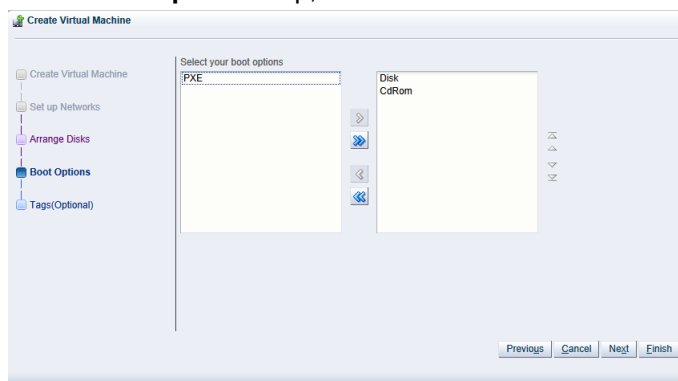 Create Virtual Machine
Create Virtual Machine
Set up Networks
Arrange Disks
Boot Options
Tags(Optional)
Select your boot options
PXE
Disk
CdRom
Previous Cancel Next Finish